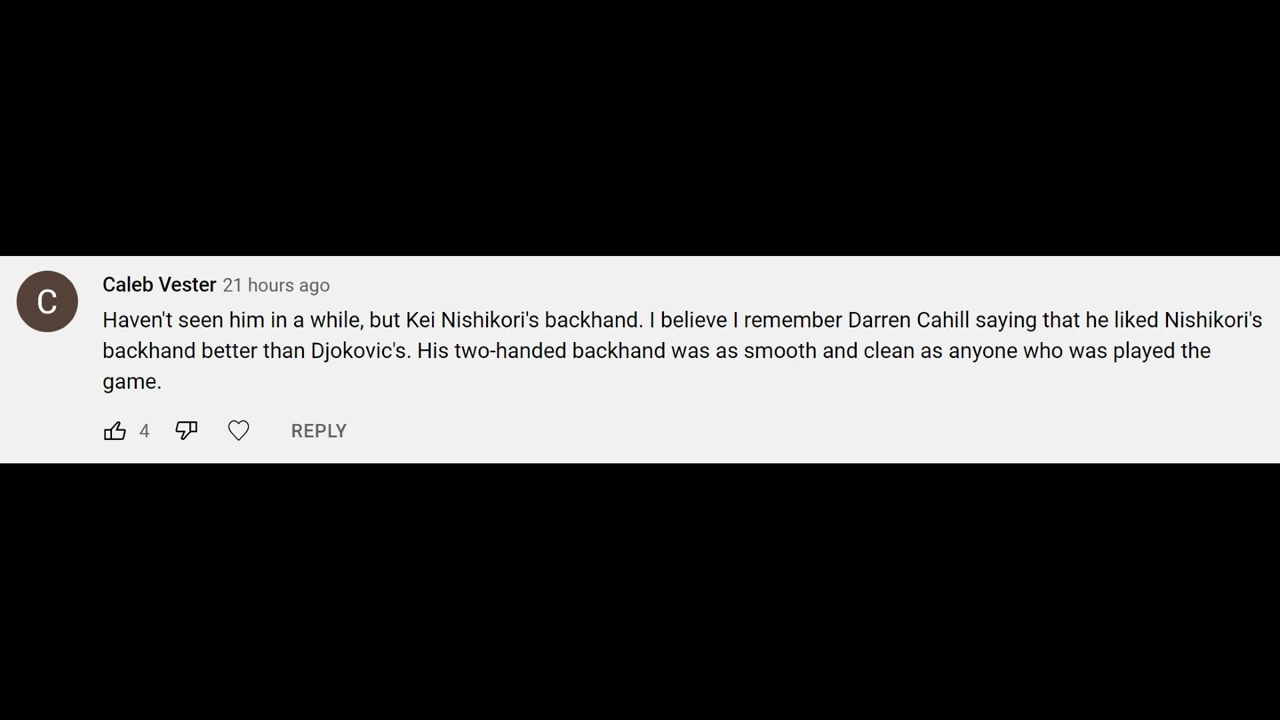 C
Caleb Vester 21 hours ago
Haven't seen him in a while, but Kei Nishikori's backhand. I believe I remember Darren Cahill saying that he liked Nishikori's
backhand better than Djokovic's. His two-handed backhand was as smooth and clean as anyone who was played the
game.
4 REPLY